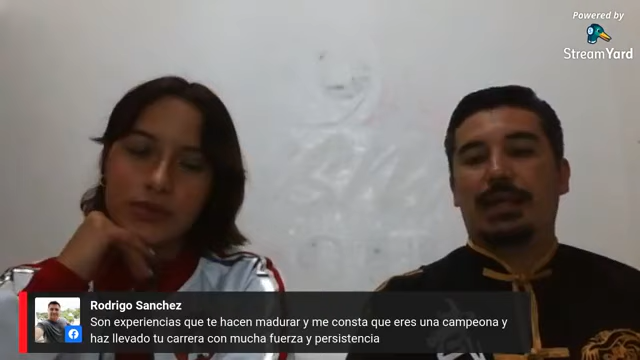 Powered by
StreamYard
Rodrigo Sanchez
Son experiencias que te hacen madurar y me consta que eres una campeona y
haz llevado tu carrera con mucha fuerza y persistencia